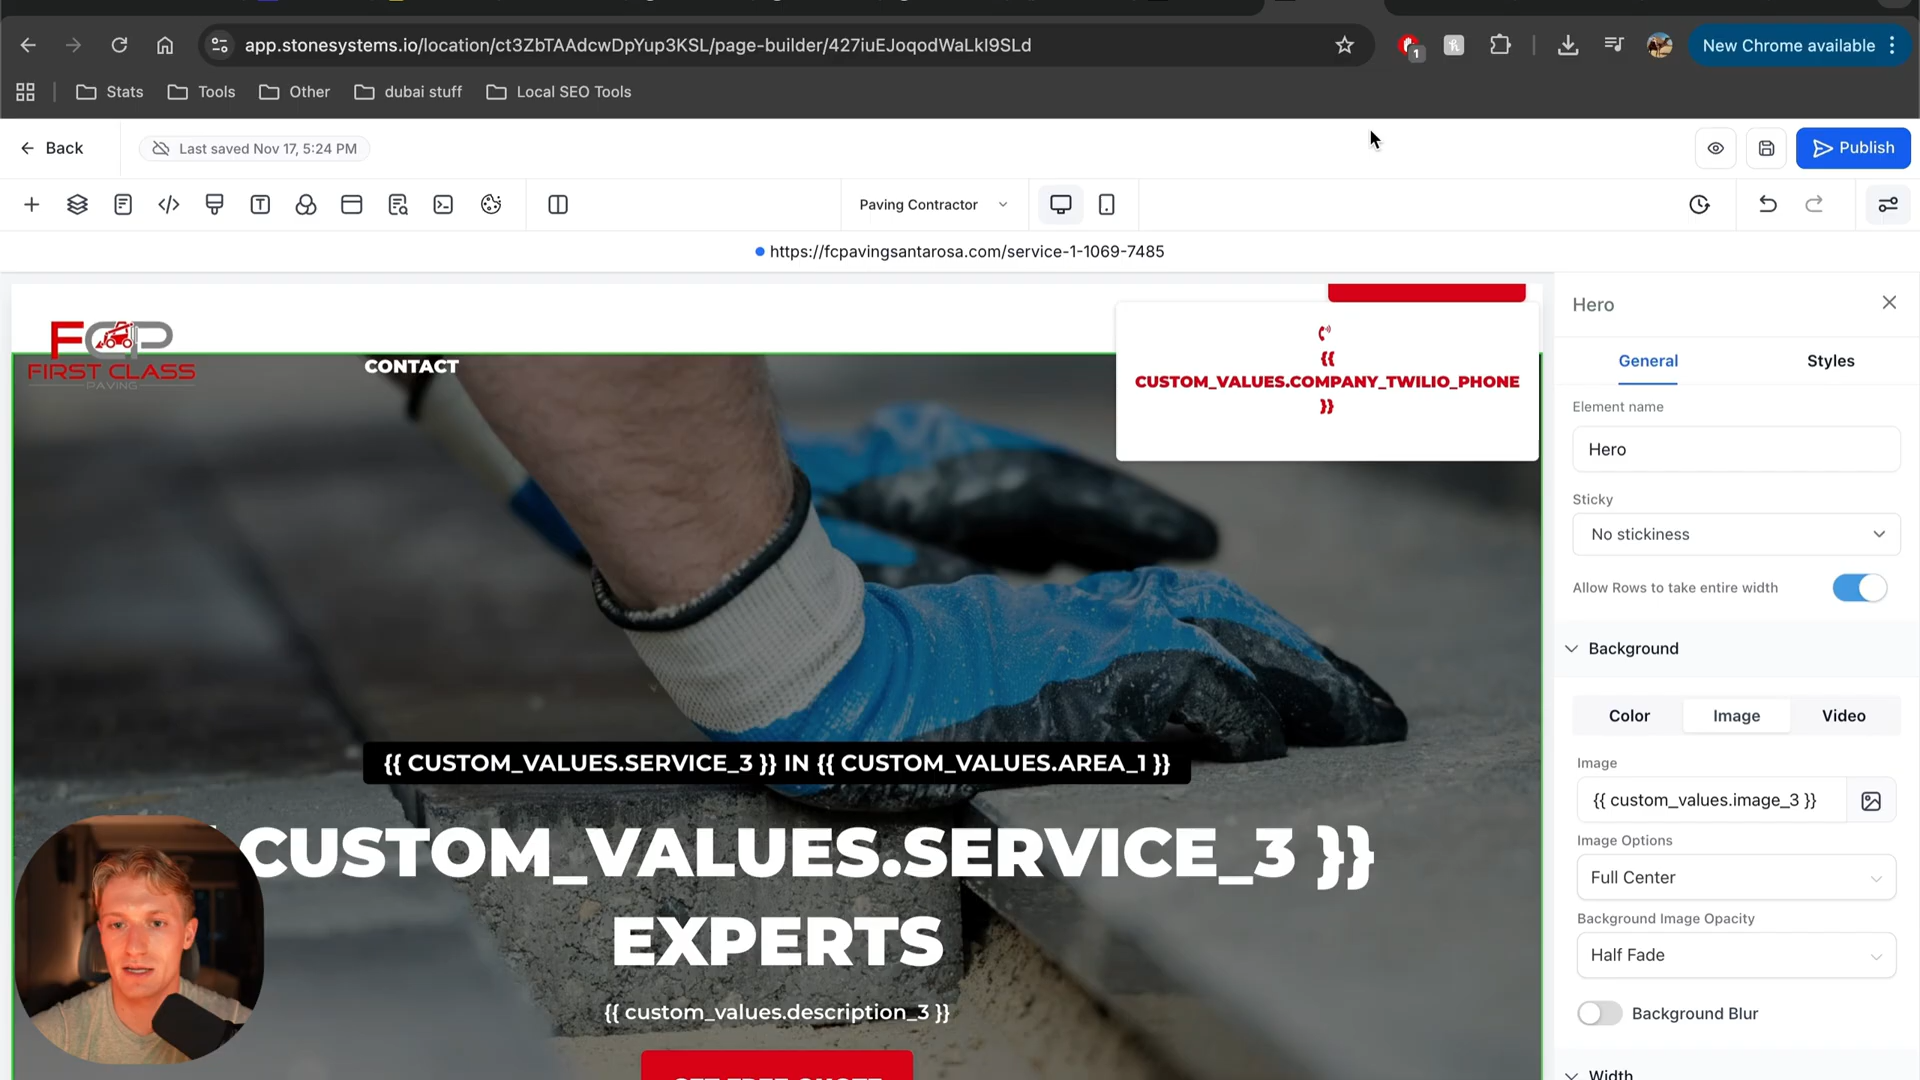 app.stonesystems.io/location/ct3ZbTAAdcwDpYup3KSL/page-builder/427iuEJoqodWaLkI9SLd
1
New Chrome available
Stats
Tools
Other
dubai stuff
Local SEO Tools
Back
Last saved Nov 17, 5:24 PM
Publish
Paving Contractor
https://fcpavingsantarosa.com/service-1-1069-7485
FCP
FIRST CLASS
PAVING
CONTACT
{{
CUSTOM_VALUES.COMPANY_TWILIO_PHONE
}}
{{ CUSTOM_VALUES.SERVICE_3 }} IN {{ CUSTOM_VALUES.AREA_1 }}
CUSTOM_VALUES.SERVICE_3 }}
EXPERTS
{{ custom_values.description_3 }}
Hero
General
Styles
Element name
Hero
Sticky
No stickiness
Allow Rows to take entire width
Background
Color
Image
Video
Image
{{ custom_values.image_3 }}
Image Options
Full Center
Background Image Opacity
Half Fade
Background Blur
Width